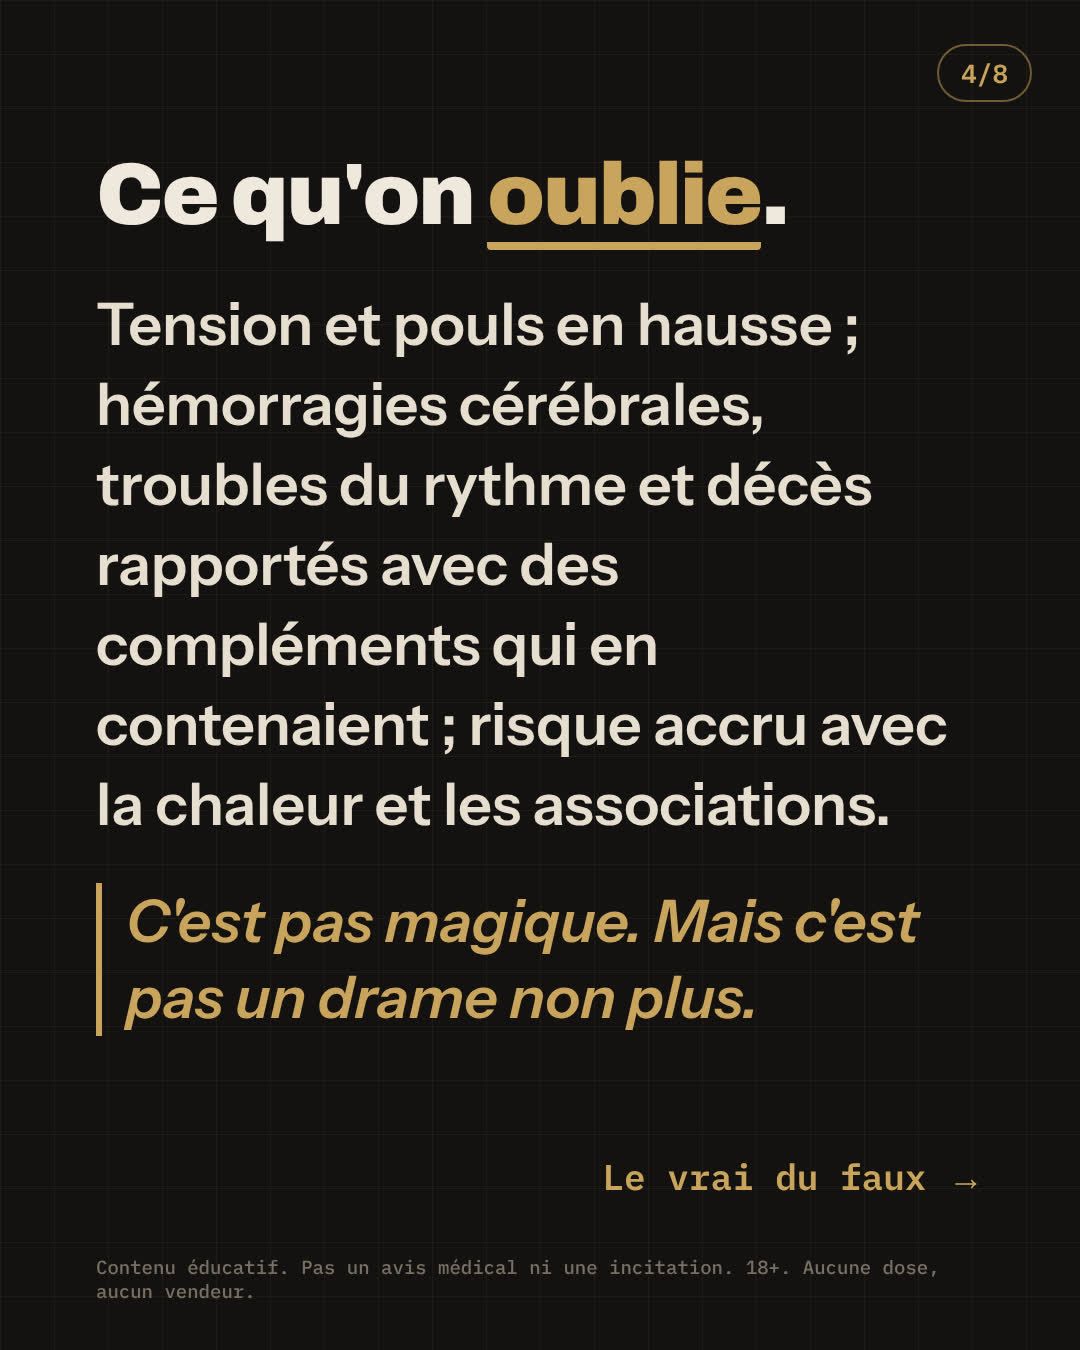 4/8
Ce qu'on oublie.
Tension et pouls en hausse ;
hémorragies cérébrales,
troubles du rythme et décès
rapportés avec des
compléments qui en
contenaient ; risque accru avec
la chaleur et les associations.
C'est pas magique. Mais c'est
pas un drame non plus.
Le vrai du faux →
Contenu éducatif. Pas un avis médical ni une incitation. 18+. Aucune dose,
aucun vendeur.